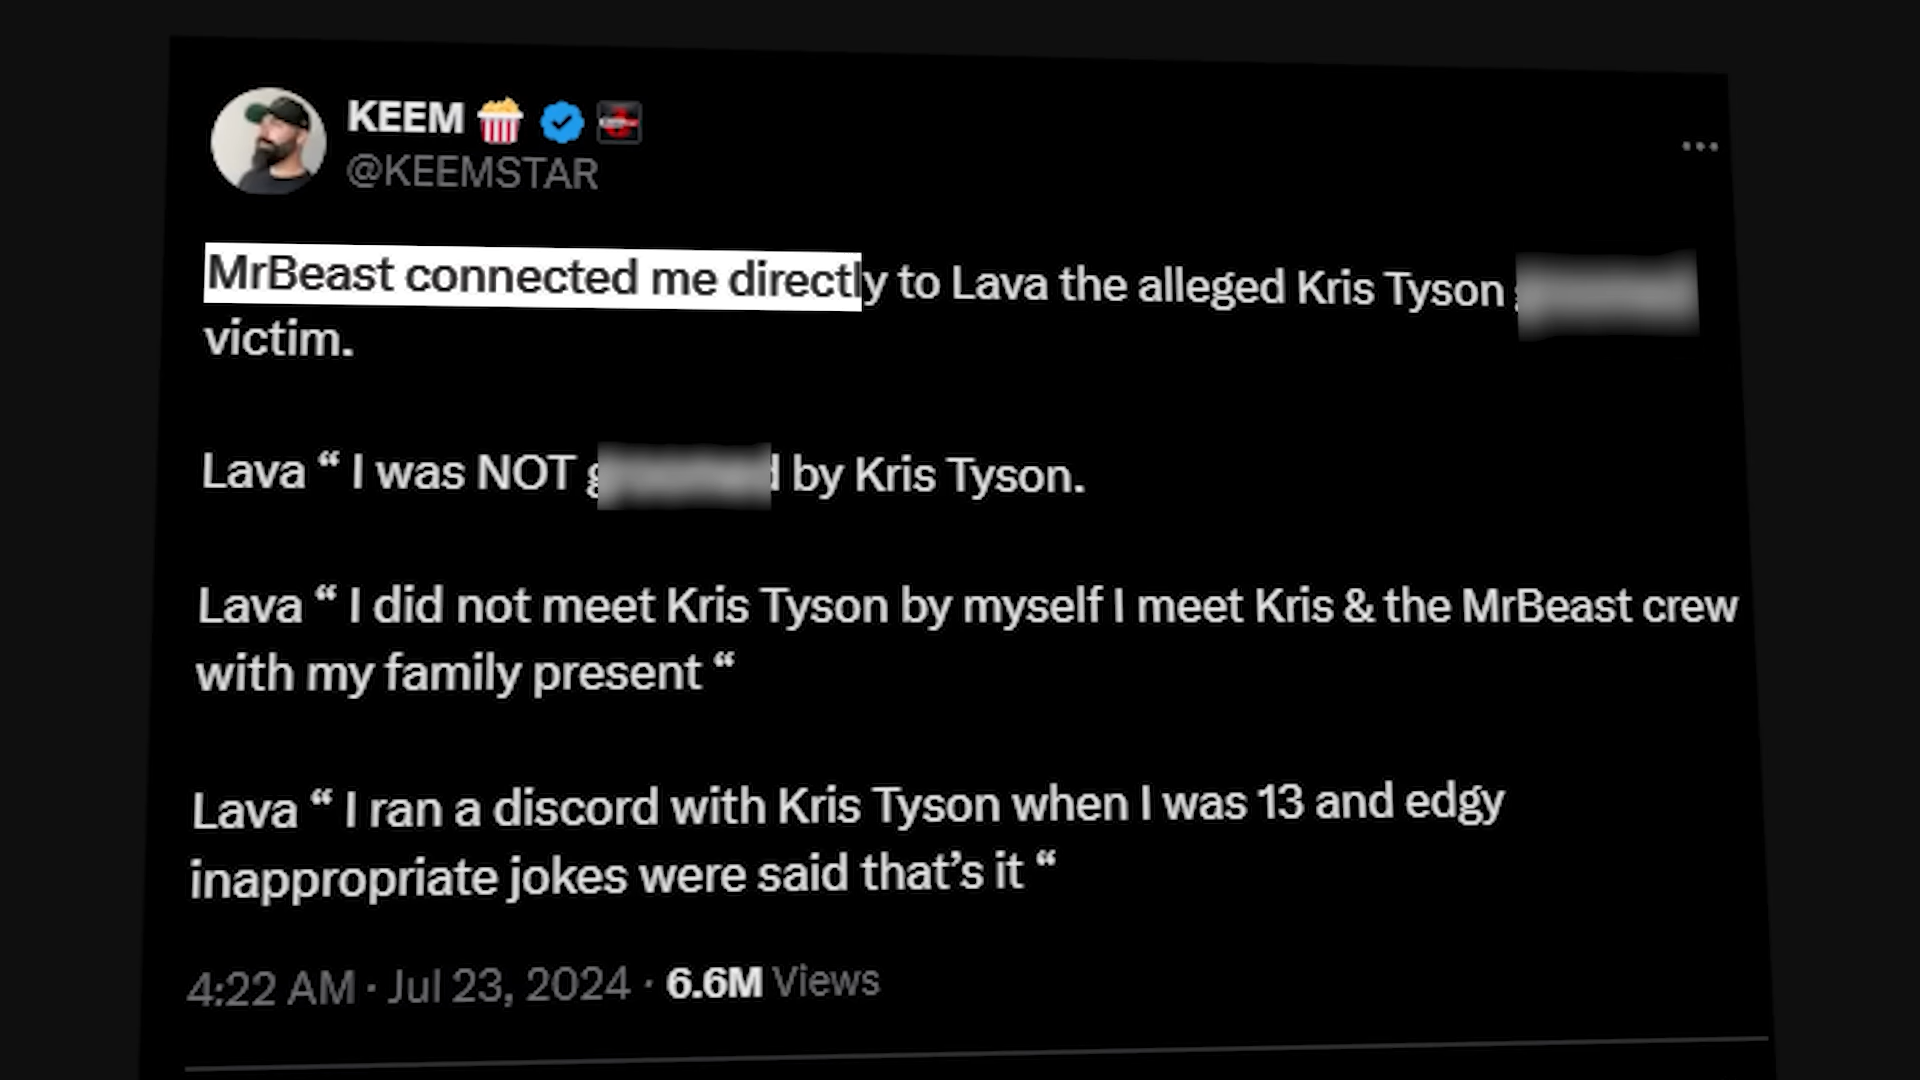 KEEM
@KEEMSTAR
MrBeast connected me directly to Lava the alleged Kris Tyson
victim.
Lava “ I was NOT by Kris Tyson.
Lava “ I did not meet Kris Tyson by myself I meet Kris & the MrBeast crew
with my family present “
Lava “ I ran a discord with Kris Tyson when I was 13 and edgy
inappropriate jokes were said that’s it “
4:22 AM · Jul 23, 2024 · 6.6M Views